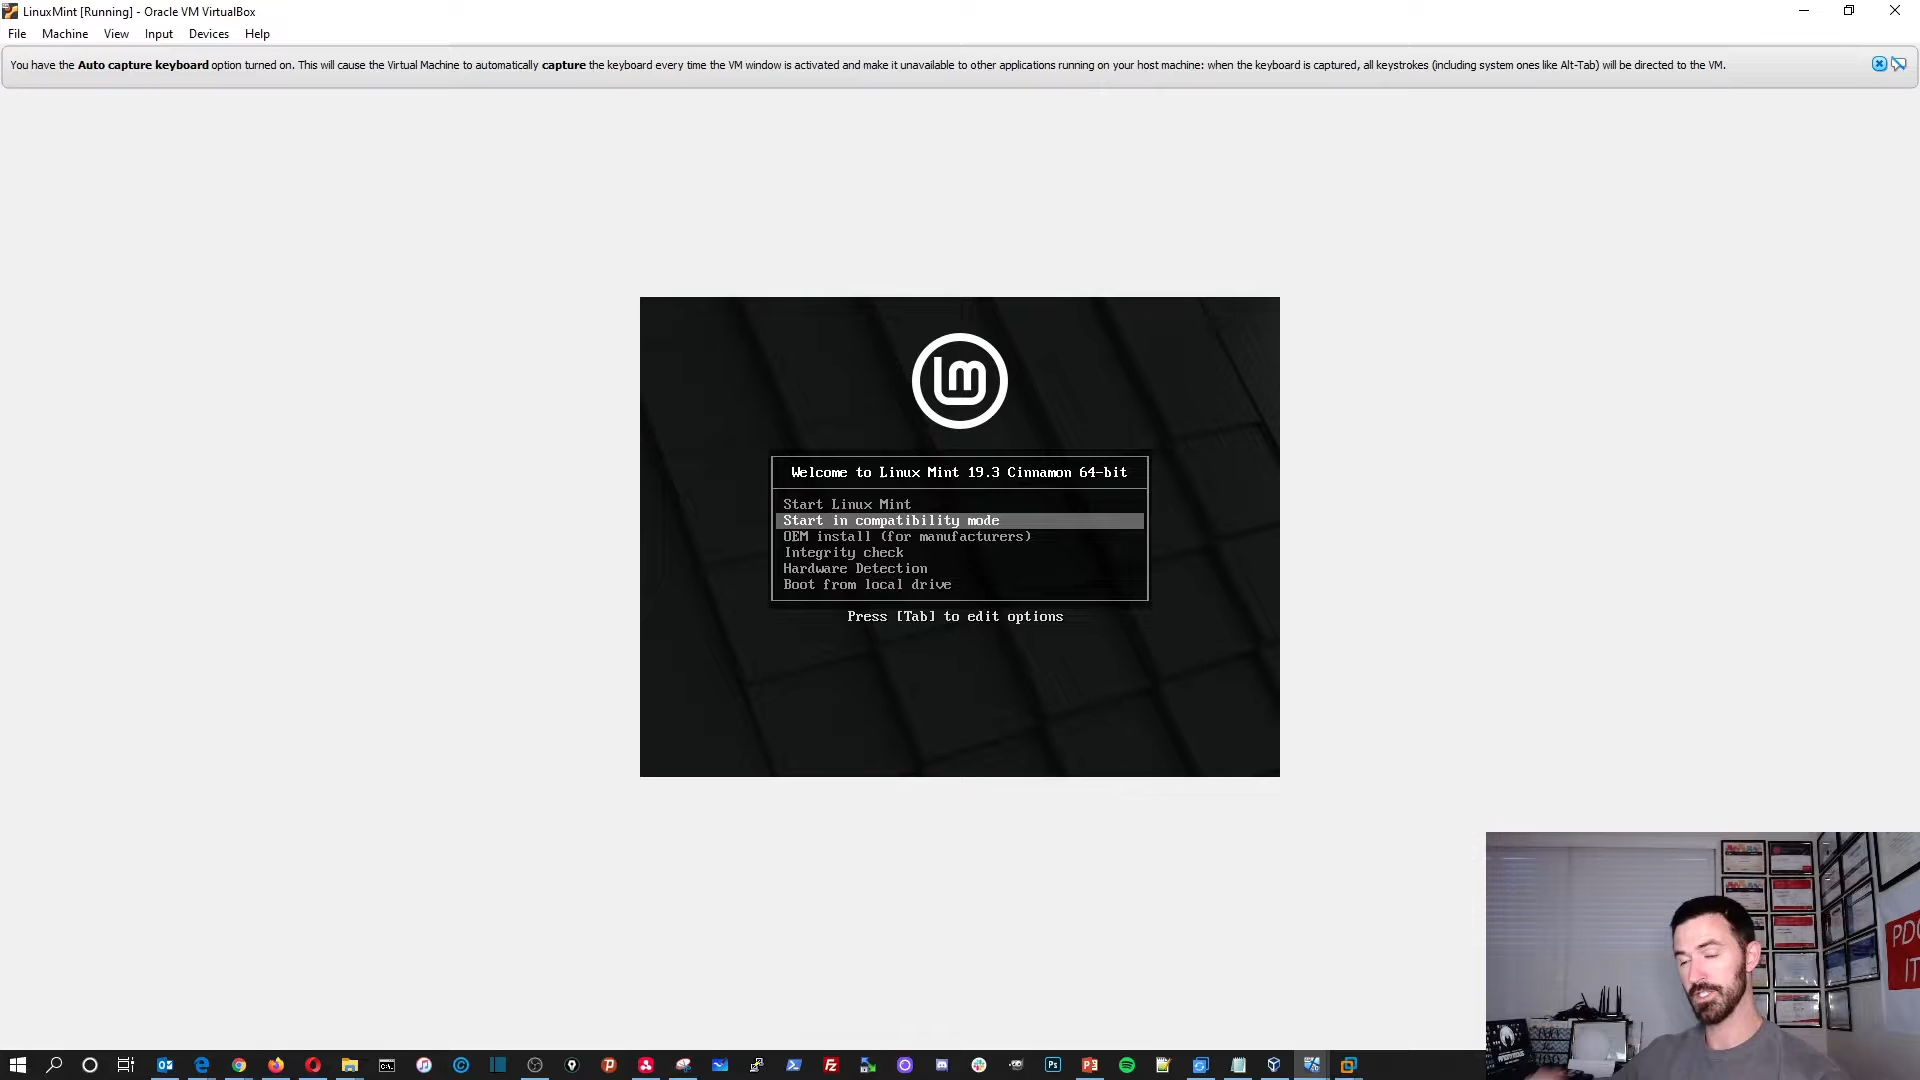 LinuxMint [Running] - Oracle VM VirtualBox
File Machine View Input Devices Help
You have the Auto capture keyboard option turned on. This will cause the Virtual Machine to automatically capture the keyboard every time the VM window is activated and make it unavailable to other applications running on your host machine: when the keyboard is captured, all keystrokes (including system ones like Alt-Tab) will be directed to the VM.
lm
Welcome to Linux Mint 19.3 Cinnamon 64-bit
Start Linux Mint
Start in compatibility mode
OEM install (for manufacturers)
Integrity check
Hardware Detection
Boot from local drive
Press [Tab] to edit options
IT
Ps